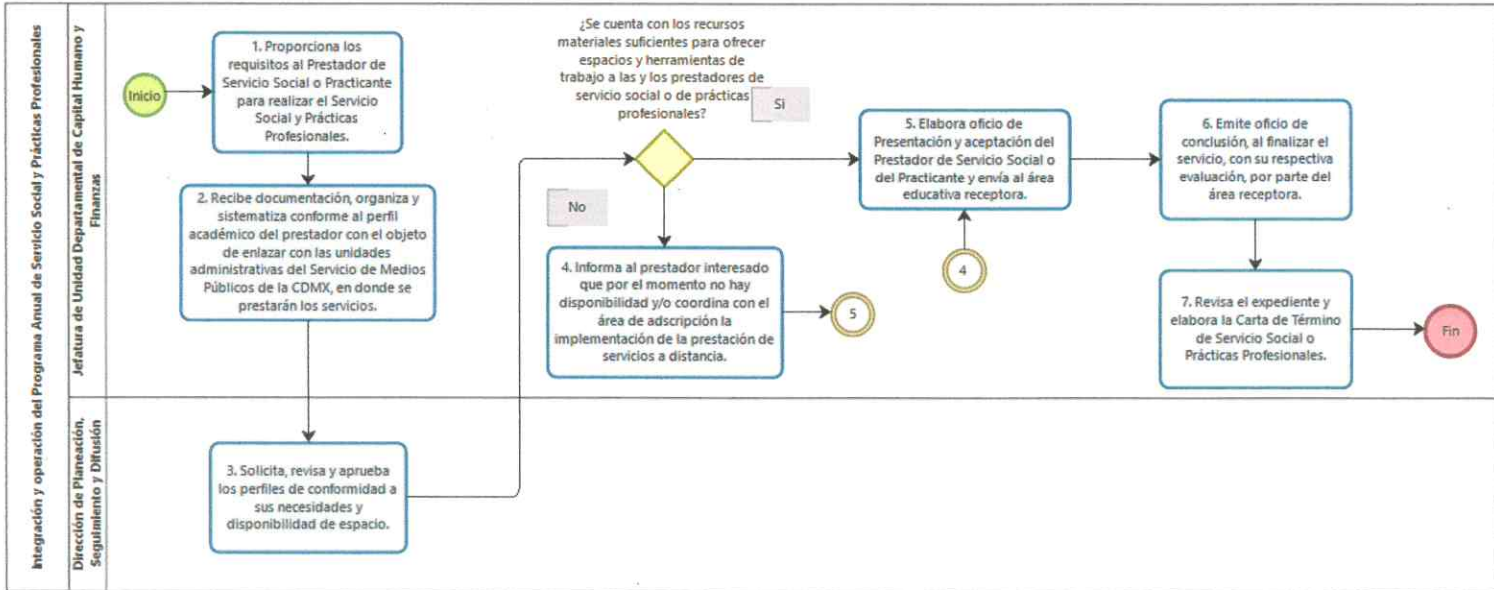 Integración y operación del Programa Anual de Servicio Social y Prácticas Profesionales
Jefatura de Unidad Departamental de Capital Humano y
Finanzas
Inicio
1. Proporciona los
requisitos al Prestador de
Servicio Social o Practicante
para realizar el Servicio
Social y Prácticas
Profesionales.
2. Recibe documentación, organiza y
sistematiza conforme al perfil
académico del prestador con el objeto
de enlazar con las unidades
administrativas del Servicio de Medios
Públicos de la CDMX, en donde se
prestarán los servicios.
¿Se cuenta con los recursos
materiales suficientes para ofrecer
espacios y herramientas de
trabajo a las y los prestadores de
servicio social o de prácticas
profesionales?
Si
No
4. Informa al prestador interesado
que por el momento no hay
disponibilidad y/o coordina con el
área de adscripción la
implementación de la prestación de
servicios a distancia.
5
5. Elabora oficio de
Presentación y aceptación del
Prestador de Servicio Social o
del Practicante y envía al área
educativa receptora.
4
6. Emite oficio de
conclusión, al finalizar el
servicio, con su respectiva
evaluación, por parte del
área receptora.
7. Revisa el expediente y
elabora la Carta de Término
de Servicio Social o
Prácticas Profesionales.
Fin
Dirección de Planeación,
Seguimiento y Difusión
3. Solicita, revisa y aprueba
los perfiles de conformidad a
sus necesidades y
disponibilidad de espacio.